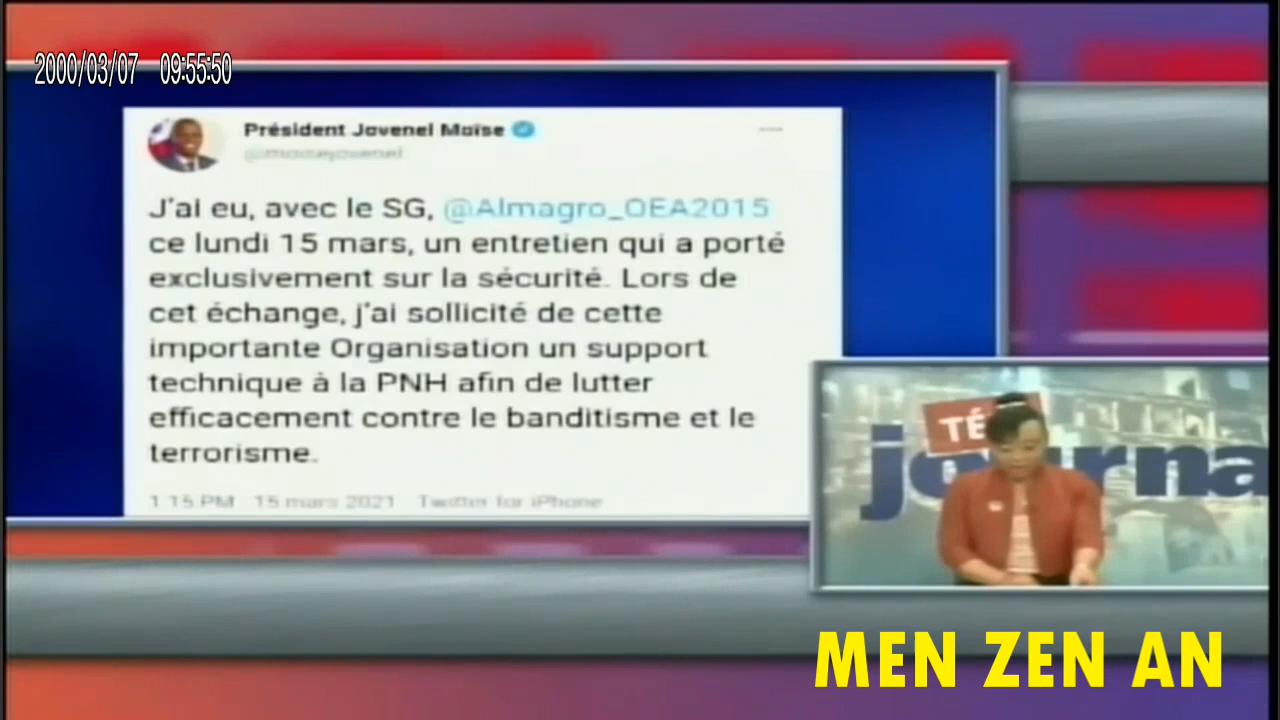 2000/03/07 09:55:50
Président Jovenel Moïse
@moisejovenel
J'ai eu, avec le SG, @Almagro_OEA2015
ce lundi 15 mars, un entretien qui a porté
exclusivement sur la sécurité. Lors de
cet échange, j'ai sollicité de cette
importante Organisation un support
technique à la PNH afin de lutter
efficacement contre le banditisme et le
terrorisme.
1:15 PM 15 mars 2021 Twitter for iPhone
TÉ
journa
MEN ZEN AN